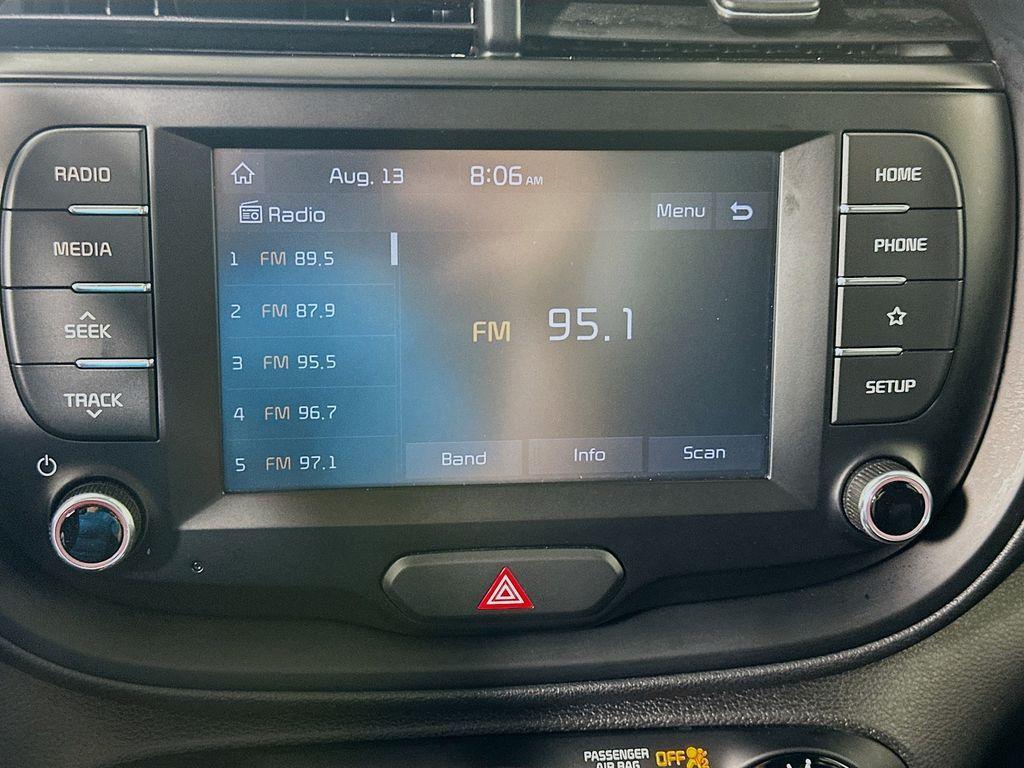 Aug. 13 8:06 AM
Radio Menu
1 FM 89.5
2 FM 87.9
3 FM 95.5
4 FM 96.7
5 FM 97.1
FM 95.1
Band Info Scan
RADIO
MEDIA
SEEK
TRACK
HOME
PHONE
SETUP
PASSENGER
AIR BAG
OFF